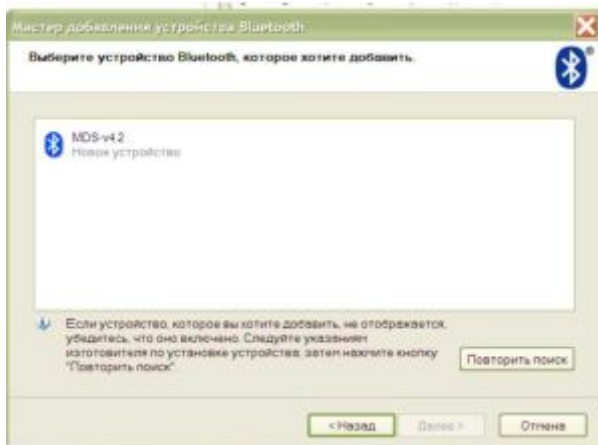 Мастер добавления устройства Bluetooth
Выберите устройство Bluetooth, которое хотите добавить.
MDS-v4.2
Новое устройство
Если устройство, которое вы хотите добавить, не отображается,
убедитесь, что оно включено. Следуйте указаниям
изготовителя по установке устройства, затем нажмите кнопку
"Повторить поиск".
Повторить поиск
< Назад
Далее >
Отмена